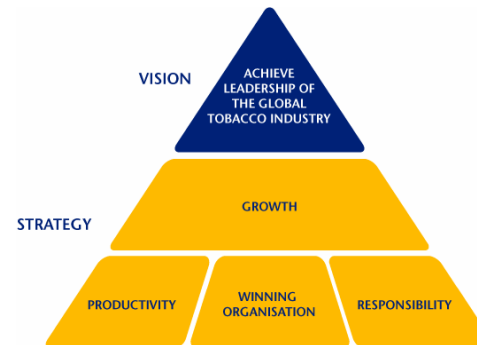 VISION
ACHIEVE
LEADERSHIP OF
THE GLOBAL
TOBACCO INDUSTRY
STRATEGY
GROWTH
PRODUCTIVITY
WINNING
ORGANISATION
RESPONSIBILITY